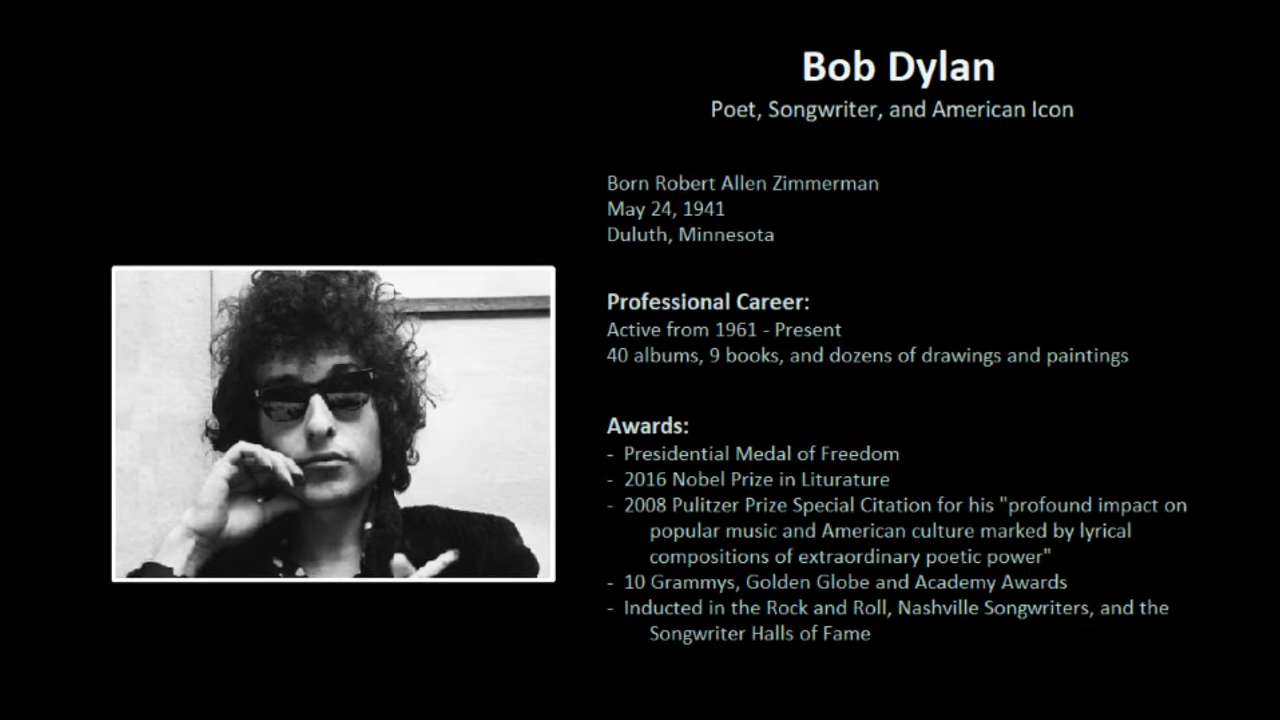 Bob Dylan
Poet, Songwriter, and American Icon
Born Robert Allen Zimmerman
May 24, 1941
Duluth, Minnesota
Professional Career:
Active from 1961 - Present
40 albums, 9 books, and dozens of drawings and paintings
Awards:
- Presidential Medal of Freedom
- 2016 Nobel Prize in Liturature
- 2008 Pulitzer Prize Special Citation for his "profound impact on
popular music and American culture marked by lyrical
compositions of extraordinary poetic power"
- 10 Grammys, Golden Globe and Academy Awards
- Inducted in the Rock and Roll, Nashville Songwriters, and the
Songwriter Halls of Fame